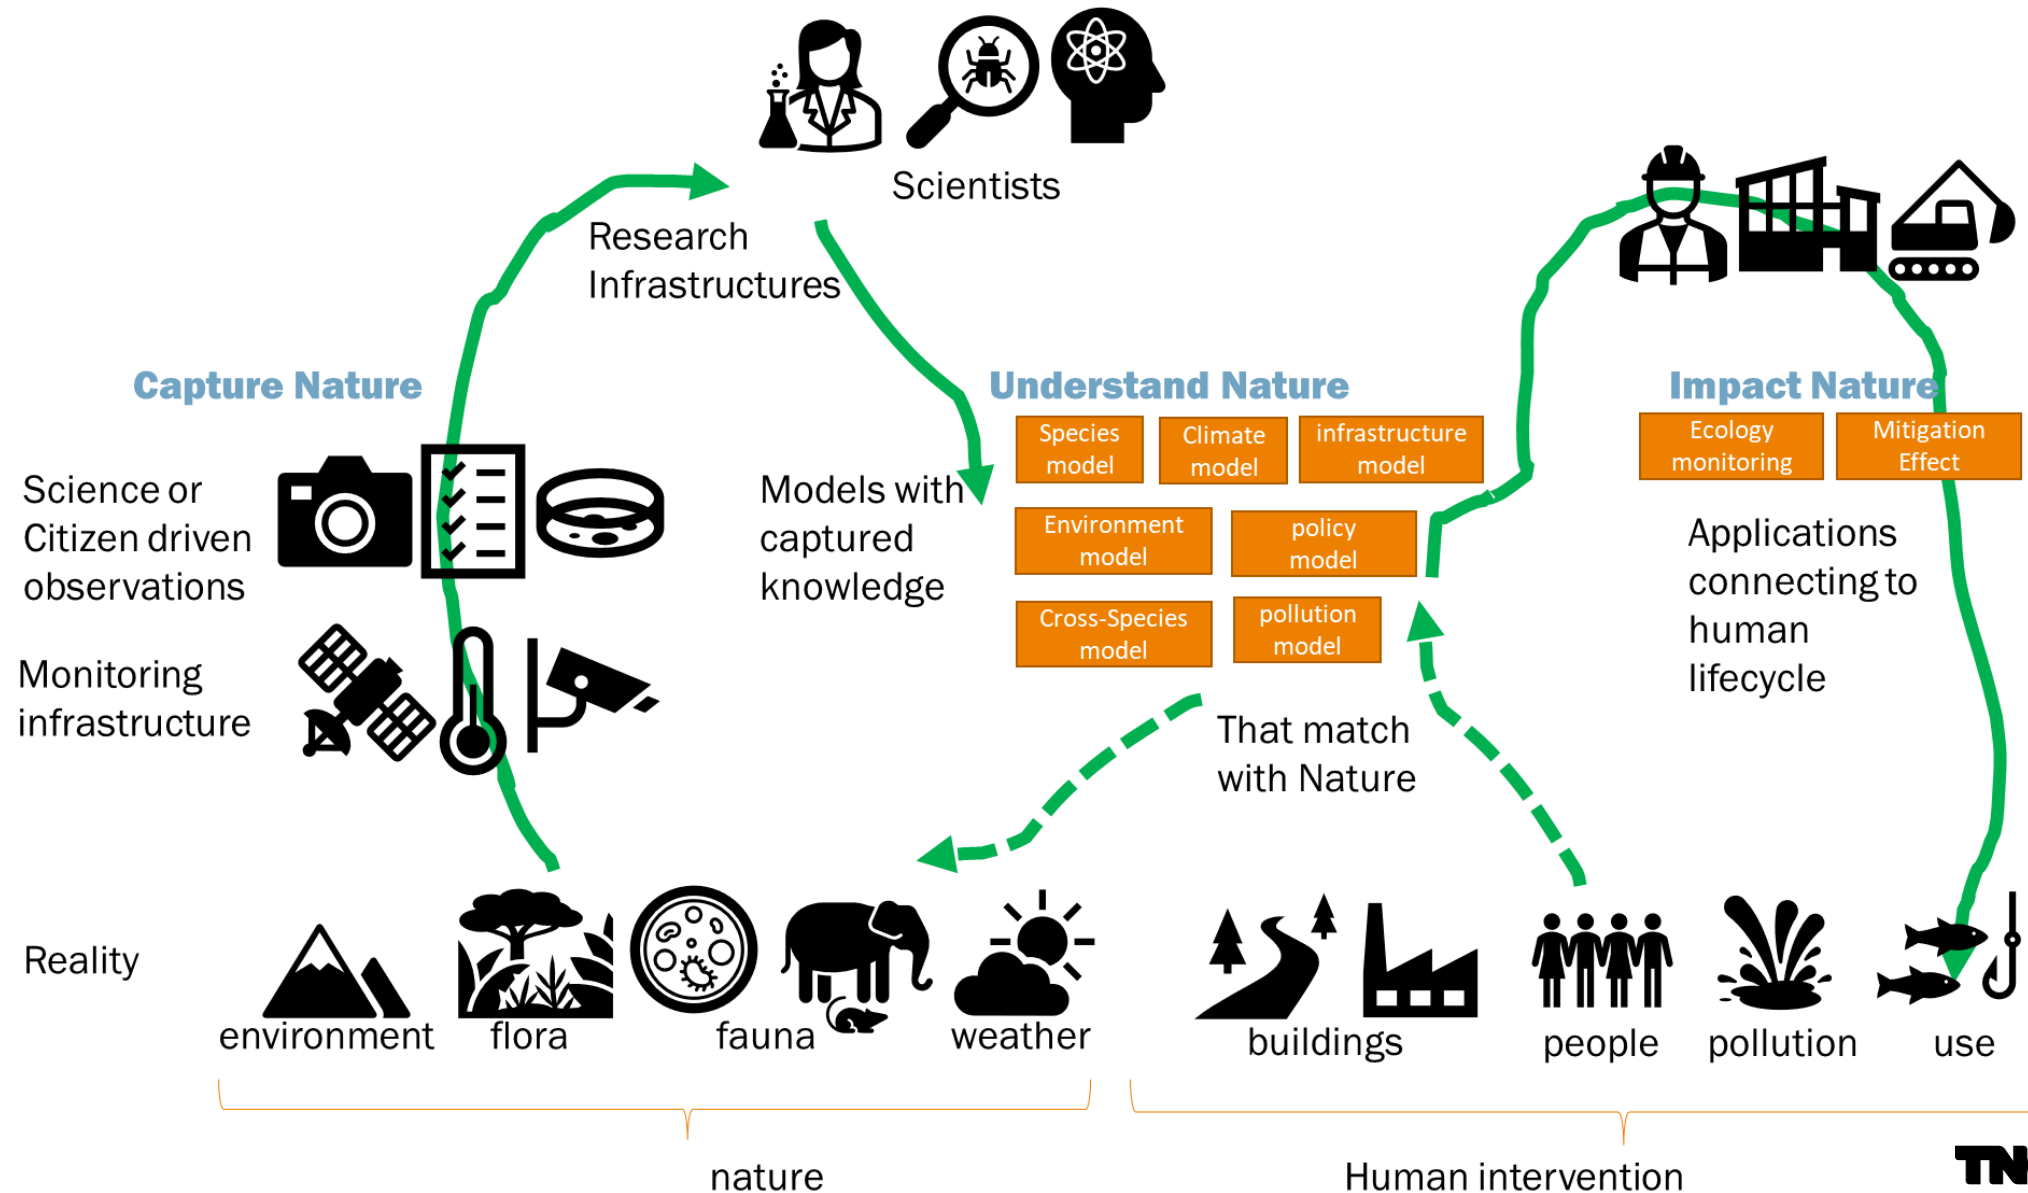 Scientists
Research
Infrastructures
Capture Nature
Understand Nature
Impact Nature
Species
model
Climate
model
infrastructure
model
Ecology
monitoring
Mitigation
Effect
Science or
Citizen driven
observations
Models with
captured
knowledge
Environment
model
policy
model
Applications
connecting to
human
lifecycle
Cross-Species
model
pollution
model
Monitoring
infrastructure
That match
with Nature
Reality
environment
flora
fauna
weather
buildings
people
pollution
use
nature
Human intervention
TN